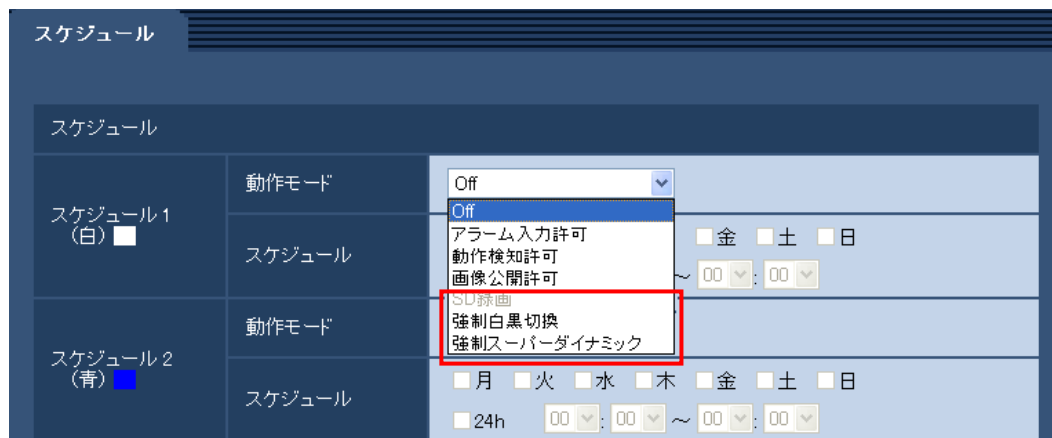 スケジュール
スケジュール
スケジュール 1
（白）
動作モード
Off
Off
アラーム入力許可
動作検知許可
画像公開許可
SD録画
強制白黒切換
強制スーパーダイナミック
スケジュール
金 土 日
～ 00 : 00
スケジュール 2
（青）
動作モード
スケジュール
月 火 水 木 金 土 日
24h 00 : 00 ～ 00 : 00